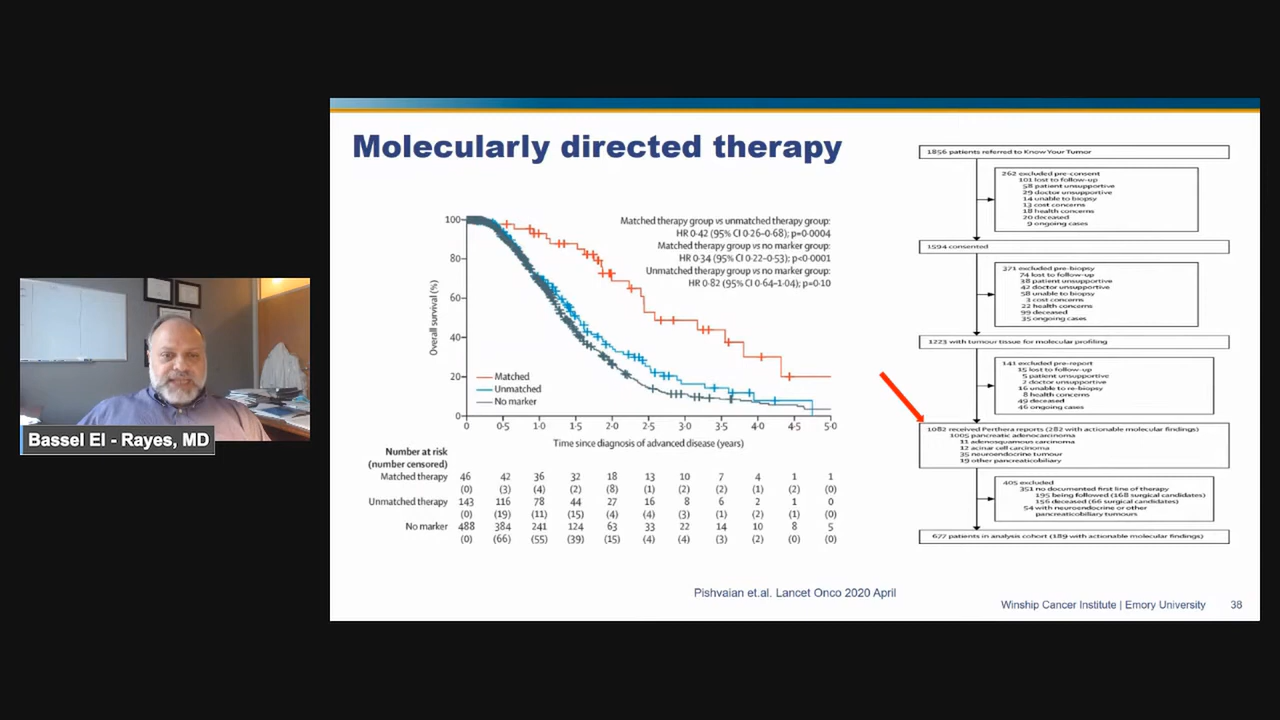 Molecularly directed therapy
100
80
60
40
20
0
Overall survival (%)
Matched therapy group vs unmatched therapy group:
HR 0·42 (95% CI 0·26–0·68); p=0·0004
Matched therapy group vs no marker group:
HR 0·34 (95% CI 0·22–0·53); p<0·0001
Unmatched therapy group vs no marker group:
HR 0·82 (95% CI 0·64–1·04); p=0·10
Matched
Unmatched
No marker
0 0·5 1·0 1·5 2·0 2·5 3·0 3·5 4·0 4·5 5·0
Time since diagnosis of advanced disease (years)
Number at risk
(number censored)
Matched therapy 46 42 36 32 18 13 10 7 4 1 1
(0) (3) (4) (2) (8) (1) (2) (2) (1) (2) (0)
Unmatched therapy 143 116 78 44 27 16 8 6 2 1 0
(0) (19) (11) (15) (4) (4) (3) (1) (2) (1) (0)
No marker 488 384 241 124 63 33 22 14 10 8 5
(0) (66) (55) (39) (15) (4) (4) (3) (2) (0) (0)
1856 patients referred to Know Your Tumor
262 excluded pre-consent
101 lost to follow-up
58 patient unsupportive
29 doctor unsupportive
14 unable to biopsy
13 cost concerns
18 health concerns
20 deceased
9 ongoing cases
1594 consented
371 excluded pre-biopsy
74 lost to follow-up
38 patient unsupportive
42 doctor unsupportive
58 unable to biopsy
3 cost concerns
22 health concerns
99 deceased
35 ongoing cases
1223 with tumour tissue for molecular profiling
141 excluded pre-report
15 lost to follow-up
5 patient unsupportive
2 doctor unsupportive
16 unable to re-biopsy
8 health concerns
49 deceased
46 ongoing cases
1082 received Perthera reports (282 with actionable molecular findings)
1005 pancreatic adenocarcinoma
11 adenosquamous carcinoma
12 acinar cell carcinoma
35 neuroendocrine tumour
19 other pancreaticobiliary
405 excluded
351 no documented first line of therapy
195 being followed (168 surgical candidates)
156 deceased (66 surgical candidates)
54 with neuroendocrine or other
pancreaticobiliary tumours
677 patients in analysis cohort (189 with actionable molecular findings)
Pishvaian et.al. Lancet Onco 2020 April
Winship Cancer Institute | Emory University 38
Bassel El - Rayes, MD